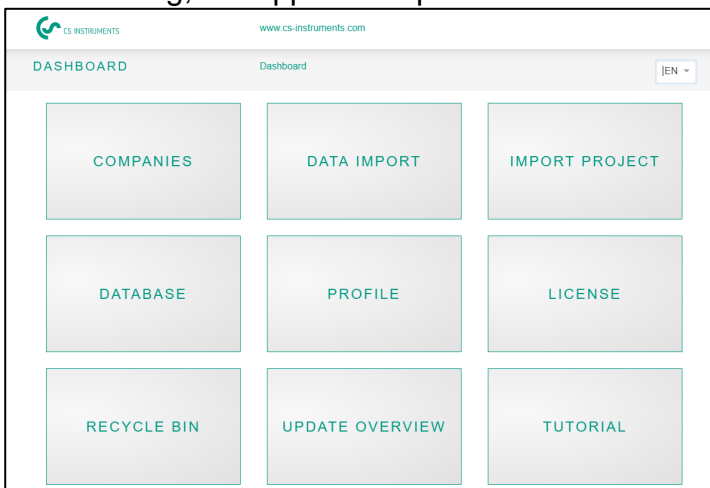 CS INSTRUMENTS
www.cs-instruments.com
DASHBOARD
Dashboard
EN
COMPANIES
DATA IMPORT
IMPORT PROJECT
DATABASE
PROFILE
LICENSE
RECYCLE BIN
UPDATE OVERVIEW
TUTORIAL